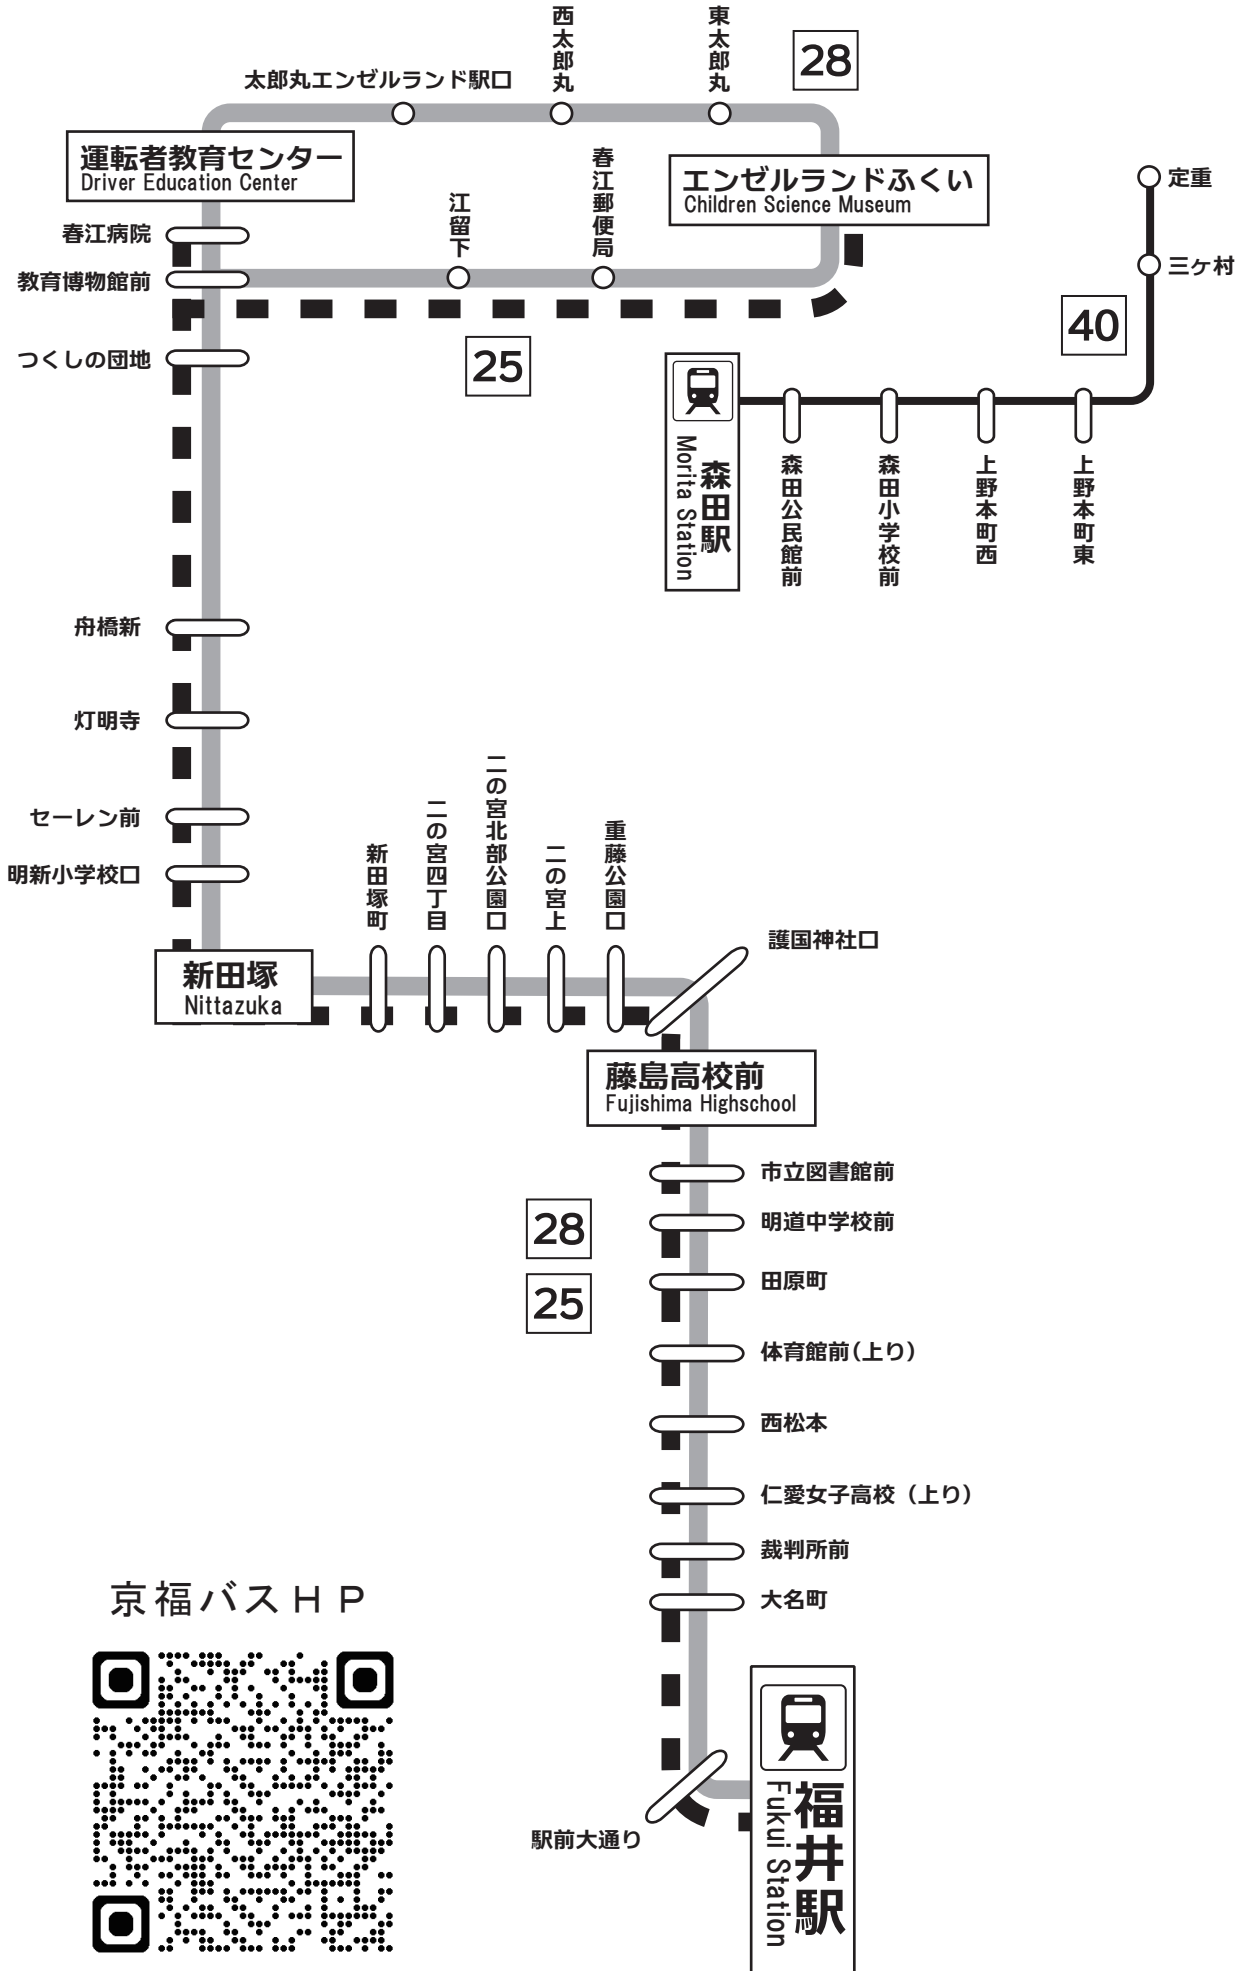 西太郎丸
東太郎丸
28
太郎丸エンゼルランド駅口
運転者教育センター
Driver Education Center
春江郵便局
エンゼルランドふくい
Children Science Museum
定重
江留下
春江病院
教育博物館前
三ヶ村
40
25
つくしの団地
森田駅
Morita Station
森田公民館前
森田小学校前
上野本町西
上野本町東
舟橋新
灯明寺
セーレン前
明新小学校口
新田塚町
二の宮四丁目
二の宮北部公園口
二の宮上
重藤公園口
護国神社口
新田塚
Nittazuka
藤島高校前
Fujishima Highschool
市立図書館前
28
明道中学校前
25
田原町
体育館前(上り)
西松本
仁愛女子高校（上り）
裁判所前
大名町
京福バスＨＰ
駅前大通り
福井駅
Fukui Station